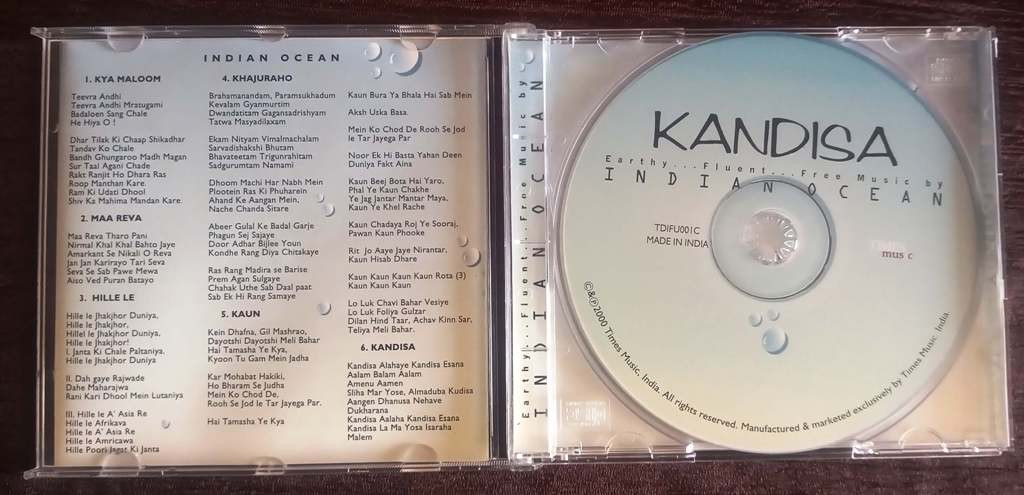 INDIAN OCEAN
1. KYA MALOOM
Teevra Andhi
Teevra Andhi Mratugami
Badaloen Sang Chale
He Hiya O !
Dhar Tilak Ki Chaap Shikadhar
Tandav Ko Chale
Bandh Ghungaroo Madh Magan
Sur Taal Agani Chade
Rakt Ranjit Ho Dhara Ras
Roop Manthan Kare.
Ram Ki Udati Dhool
Shiv Ka Mahima Mandan Kare.
2. MAA REVA
Maa Reva Tharo Pani
Nirmal Khal Khal Bahto Jaye
Amarkant Se Nikali O Reva
Jan Jan Karirayo Tari Seva
Seva Se Sab Pawe Mewa
Aiso Ved Puran Batayo
3. HILLE LE
Hille le Jhakjhor Duniya,
Hille le Jhakjhor,
Hillel le Jhakjhor Duniya,
Hille le Jhakjhor!
I. Janta Ki Chale Paltaniya.
Hille le Jhakjhor Duniya
II. Dah gaye Rajwade
Dahe Maharajwa
Rani Kari Dhool Mein Lutaniya
III. Hille le A' Asia Re
Hille le Afrikava
Hille le A' Asia Re
Hille le Amricawa
Hille Poori Jagat Ki Janta
4. KHAJURAHO
Brahamanandam, Paramsukhadum
Kevalam Gyanmurtim
Dwandatitam Gagansadrishyam
Tatwa Masyadilaxam
Ekam Nityam Vimalmachalam
Sarvadishakshi Bhutam
Bhavateetam Trigunrahitam
Sadgurumtam Namami
Dhoom Machi Har Nabh Mein
Plootein Ras Ki Phuharein
Ahand Ke Aangan Mein,
Nache Chanda Sitare
Abeer Gulal Ke Badal Garje
Phagun Sej Sajaye
Door Adhar Bijlee Youn
Kondhe Rang Diya Chitakaye
Ras Rang Madira se Barise
Prem Agan Sulgaye
Chahak Uthe Sab Daal paat
Sab Ek Hi Rang Samaye
5. KAUN
Kein Dhafna, Gil Mashrao,
Dayotshi Dayotshi Meli Bahar
Hai Tamasha Ye Kya,
Kyoon Tu Gam Mein Jadha
Kar Mohabat Hakiki,
Ho Bharam Se Judha
Mein Ko Chod De,
Rooh Se Jod le Tar Jayega Par.
Hai Tamasha Ye Kya
Kaun Bura Ya Bhala Hai Sab Mein
Aksh Uska Basa.
Mein Ko Chod De Rooh Se Jod
le Tar Jayega Par
Noor Ek Hi Basta Yahan Deen
Duniya Fakt Aina
Kaun Beej Bota Hai Yaro,
Phal Ye Kaun Chakhe
Ye Jag Jantar Mantar Maya,
Kaun Ye Khel Rache
Kaun Chadaya Roj Ye Sooraj,
Pawan Kaun Phooke
Rit Jo Aaye Jaye Nirantar,
Kaun Hisab Dhare
Kaun Kaun Kaun Kaun Rota (3)
Kaun Kaun Kaun
Lo Luk Chavi Bahar Vesiye
Lo Luk Foliya Gulzar
Dilan Hind Taar, Achav Kinn Sar,
Teliya Meli Bahar.
6. KANDISA
Kandisa Alahaye Kandisa Esana
Aalam Balam Aalam
Amenu Aamen
Sliha Mar Yose, Almaduba Kudisa
Aangen Dhanusa Nehave
Dukharana
Kandisa Aalaha Kandisa Esana
Kandisa La Ma Yosa Isaraha
Malem
Earthy...Fluent...Free Music by
INDIAN OCEAN
KANDISA
Earthy...Fluent...Free Music by
INDIAN OCEAN
TDIFU001C
MADE IN INDIA
times
music
©&℗2000 Times Music, India. All rights reserved. Manufactured & marketed exclusively by Times Music India.